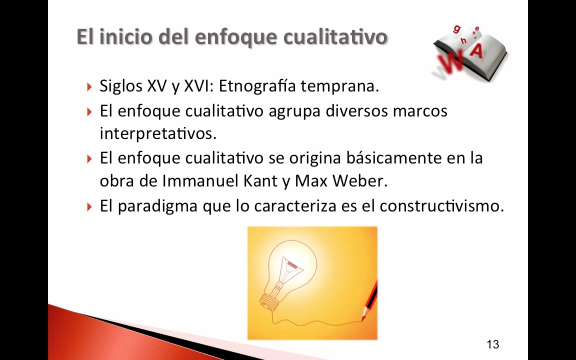 El inicio del enfoque cualitativo
Siglos XV y XVI: Etnografía temprana.
El enfoque cualitativo agrupa diversos marcos
interpretativos.
El enfoque cualitativo se origina básicamente en la
obra de Immanuel Kant y Max Weber.
El paradigma que lo caracteriza es el constructivismo.
13